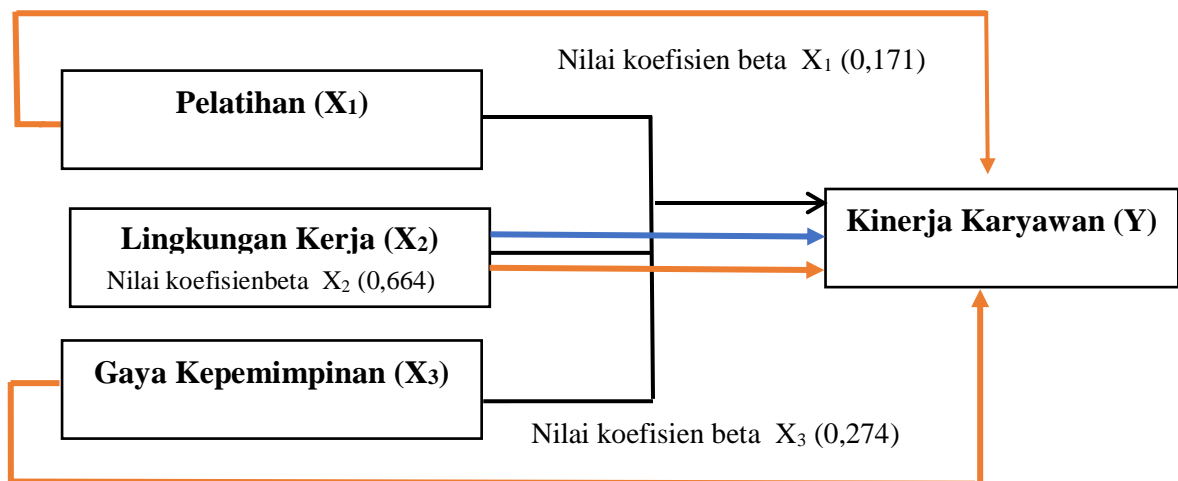 Nilai koefisien beta X₁ (0,171)
Pelatihan (X₁)
Kinerja Karyawan (Y)
Lingkungan Kerja (X₂)
Nilai koefisienbeta X₂ (0,664)
Gaya Kepemimpinan (X₃)
Nilai koefisien beta X₃ (0,274)